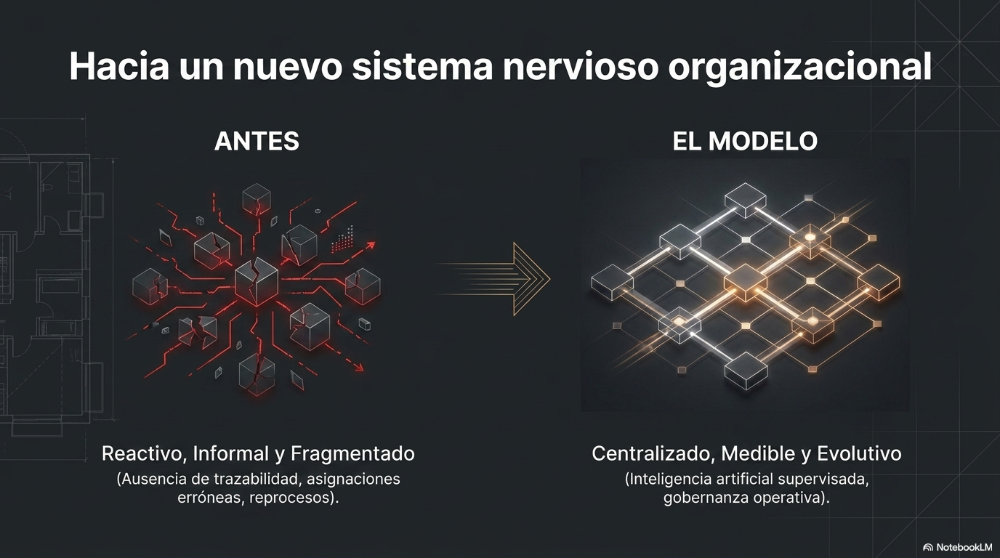 Hacia un nuevo sistema nervioso organizacional
ANTES
Reactivo, Informal y Fragmentado
(Ausencia de trazabilidad, asignaciones
erróneas, reprocesos).
EL MODELO
Centralizado, Medible y Evolutivo
(Inteligencia artificial supervisada,
gobernanza operativa).
NotebookLM